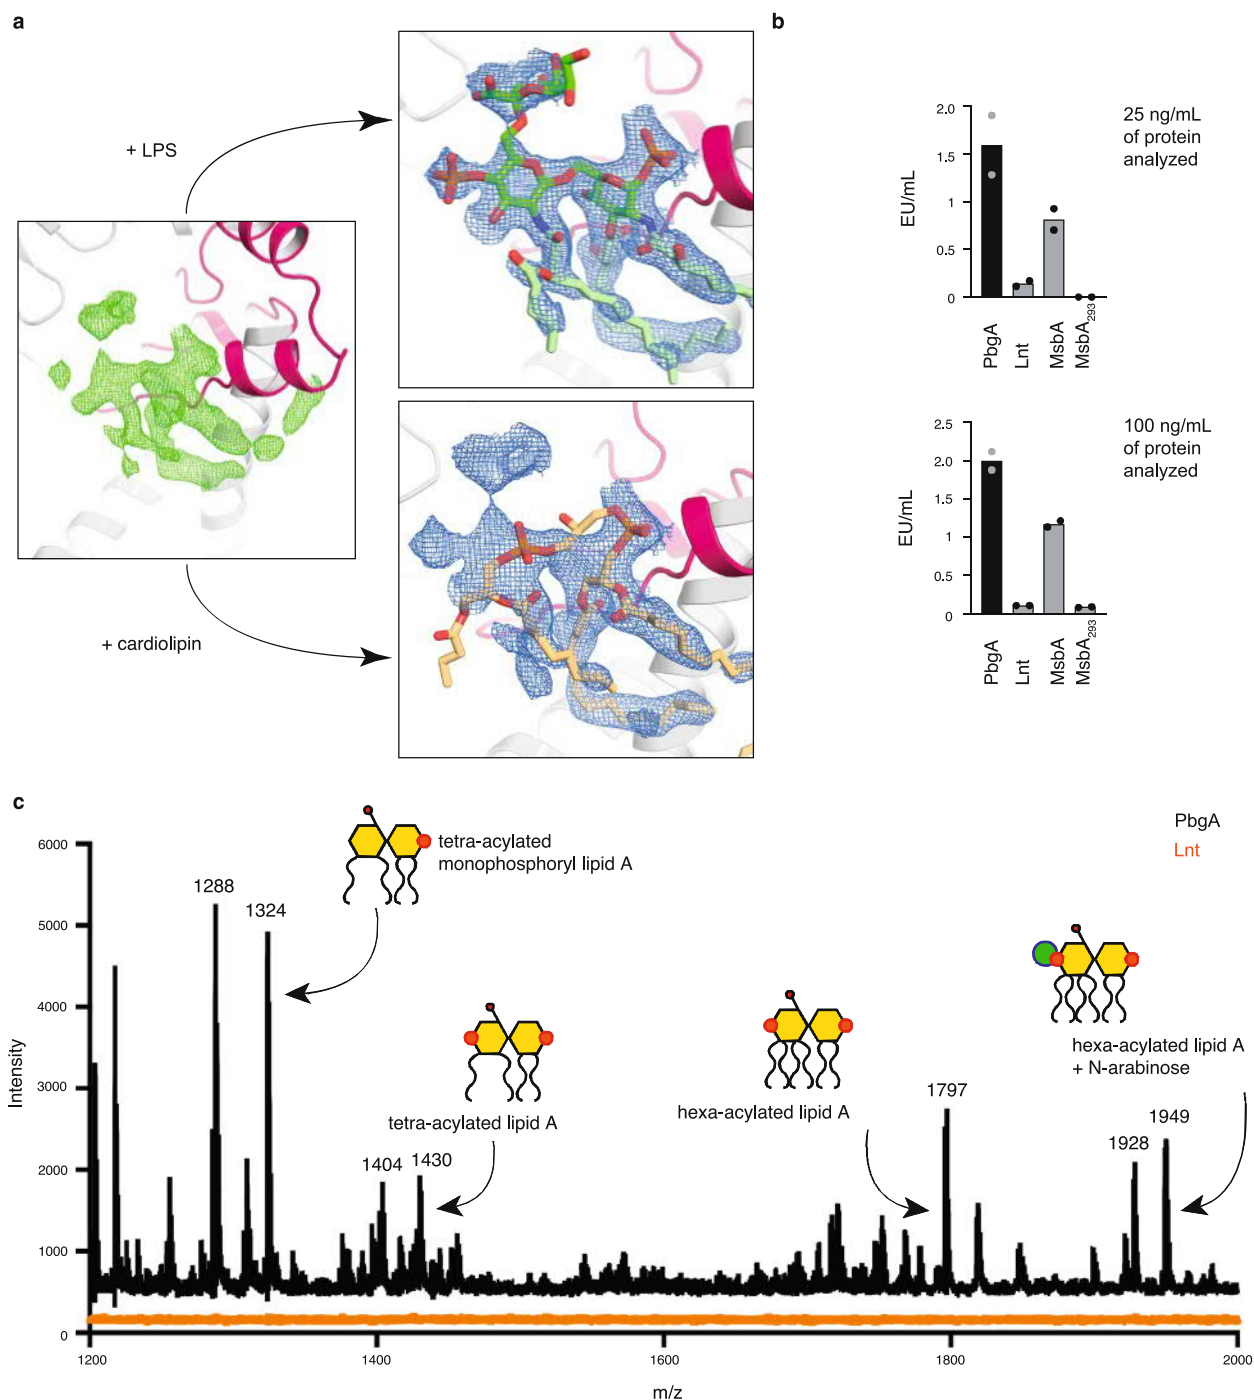 a
+ LPS
+ cardiolipin
b
2.0
1.5
1
0.5
0
EU/mL
PbgA
Lnt
MsbA
MsbA293
25 ng/mL
of protein
analyzed
2.5
2.0
1.5
1
0.5
0
EU/mL
PbgA
Lnt
MsbA
MsbA293
100 ng/mL
of protein
analyzed
c
PbgA
Lnt
tetra-acylated
monophosphoryl lipid A
tetra-acylated lipid A
hexa-acylated lipid A
hexa-acylated lipid A
+ N-arabinose
1288
1324
1404
1430
1797
1928
1949
6000
5000
4000
3000
2000
1000
0
Intensity
1200
1400
1600
1800
2000
m/z